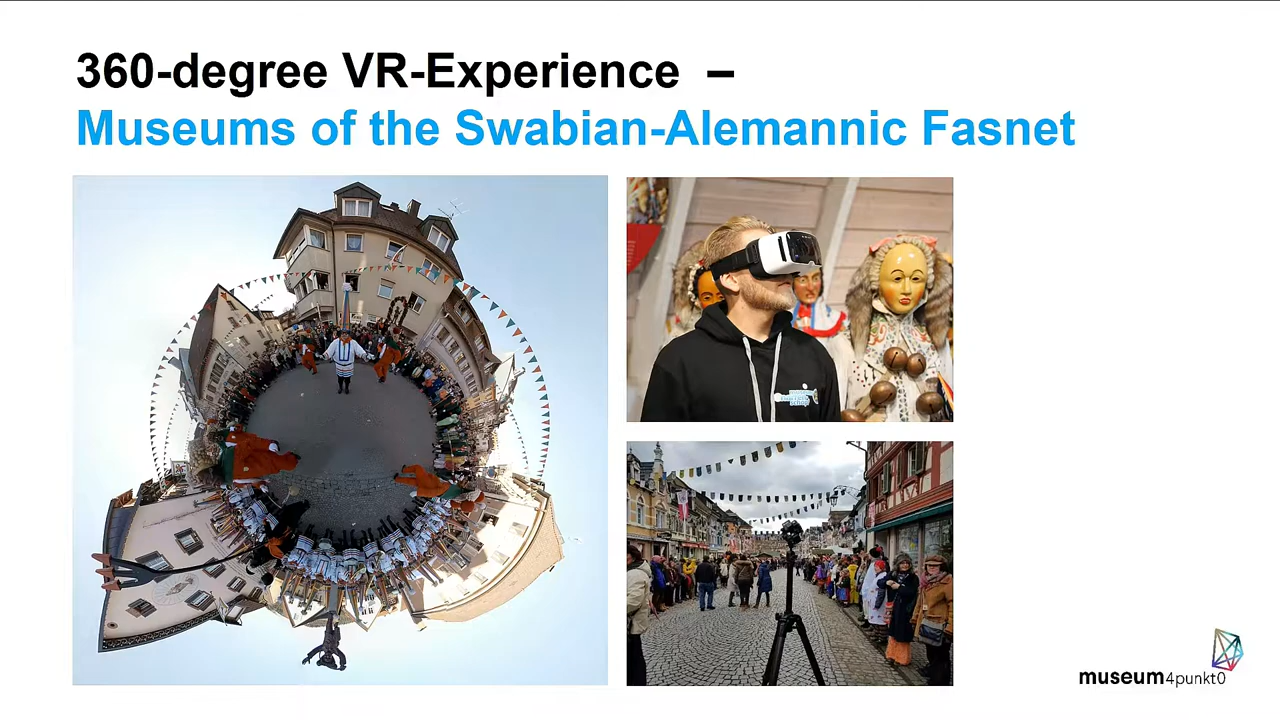 360-degree VR-Experience –
Museums of the Swabian-Alemannic Fasnet
museum4punkt0